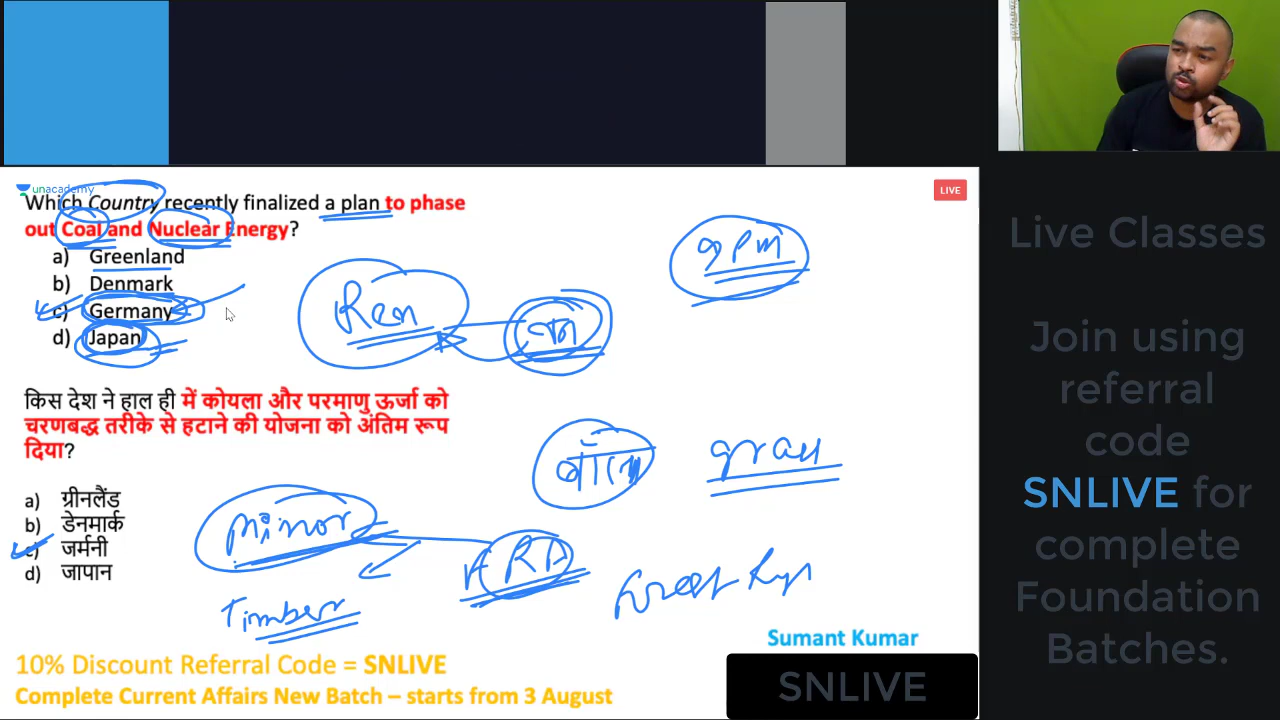 unacademy
Which Country recently finalized a plan to phase
out Coal and Nuclear Energy?
a) Greenland
b) Denmark
c) Germany
d) Japan
किस देश ने हाल ही में कोयला और परमाणु ऊर्जा को
चरणबद्ध तरीके से हटाने की योजना को अंतिम रूप
दिया?
a) ग्रीनलैंड
b) डेनमार्क
c) जर्मनी
d) जापान
LIVE
9 PM
Ren
minor
Timber
Sumant Kumar
10% Discount Referral Code = SNLIVE
Complete Current Affairs New Batch – starts from 3 August
SNLIVE
Live Classes
Join using
referral
code
SNLIVE for
complete
Foundation
Batches.